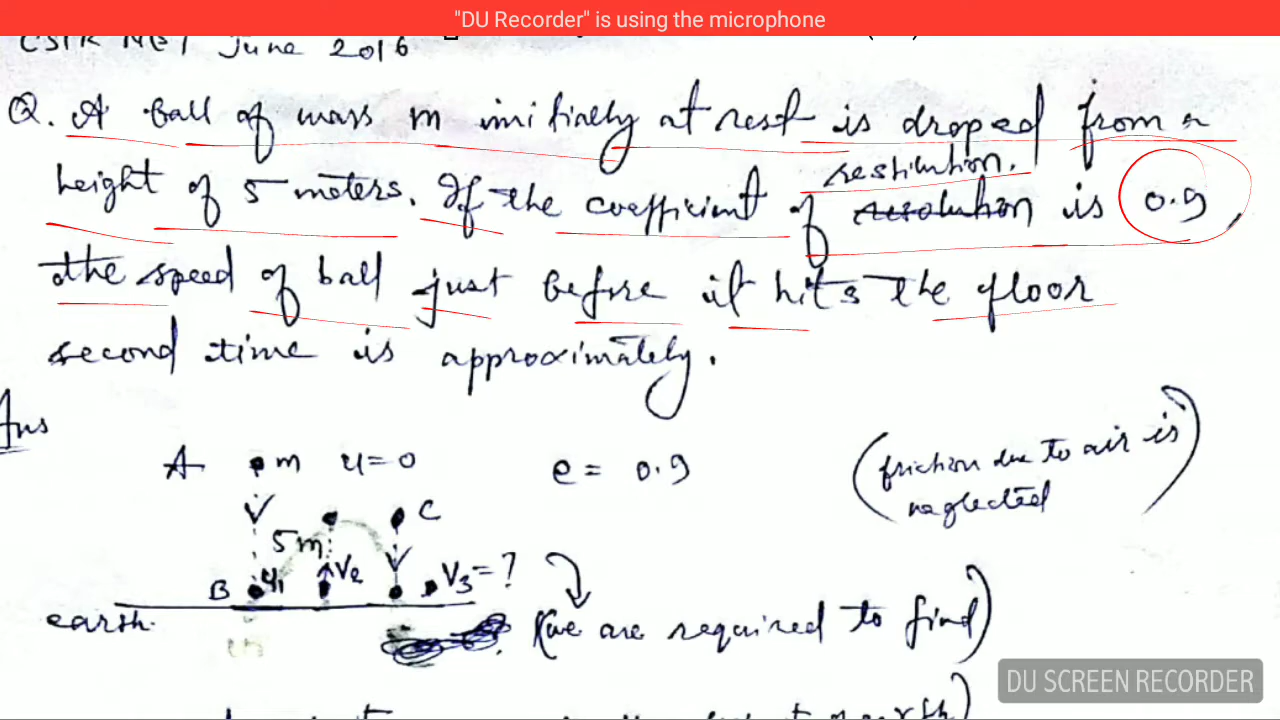 "DU Recorder" is using the microphone
CSIR NET June 2016
Q. A ball of mass m initially at rest is droped from a
height of 5 meters. If the coefficient of restitution. is 0.9,
the speed of ball just before it hits the floor
second time is approximately.
Ans
A m u=0 e = 0.9 (friction due to air is
neglected)
C
5m
B V2 V3=?
earth. (we are required to find)
DU SCREEN RECORDER